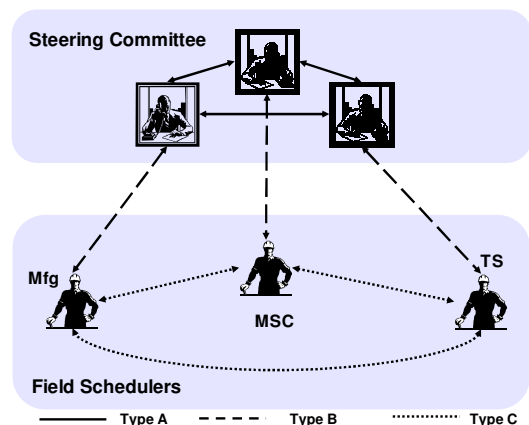 Steering Committee
Mfg
MSC
TS
Field Schedulers
Type A
Type B
Type C